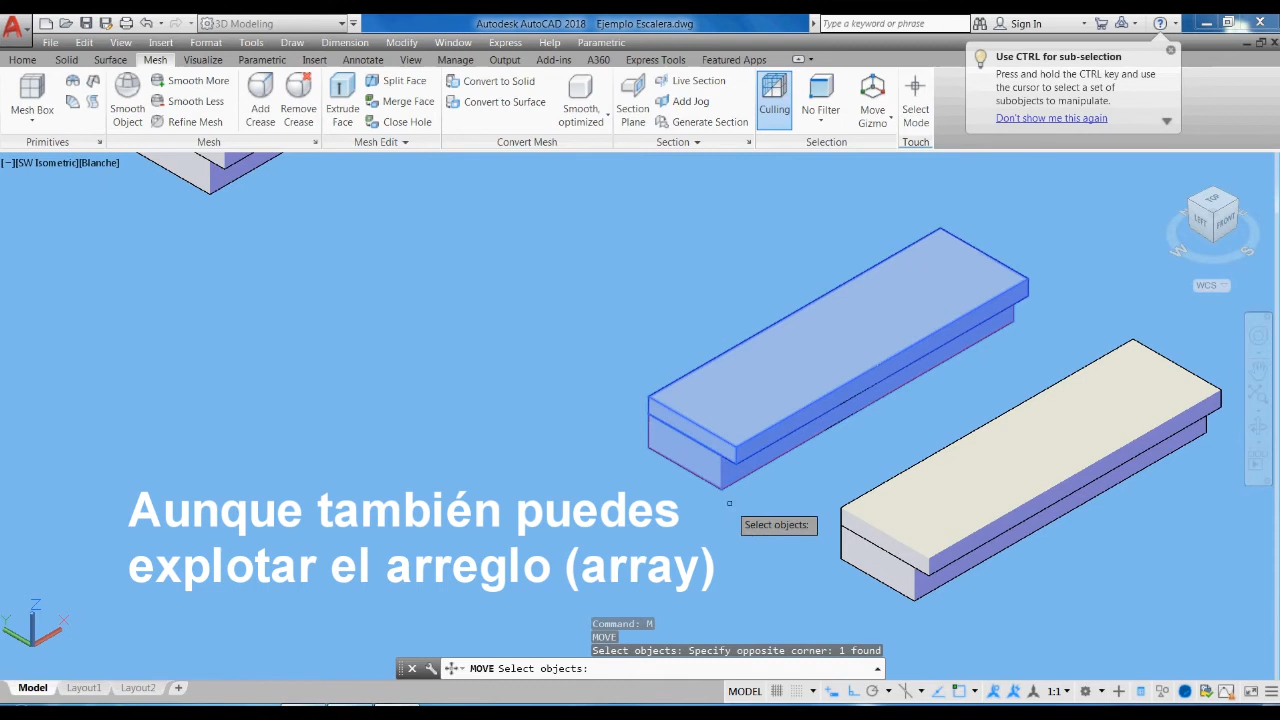 3D Modeling
Autodesk AutoCAD 2018 Ejemplo Escalera.dwg
Type a keyword or phrase
Sign In
File Edit View Insert Format Tools Draw Dimension Modify Window Express Help Parametric
Home Solid Surface Mesh Visualize Parametric Insert Annotate View Manage Output Add-ins A360 Express Tools Featured Apps
Mesh Box
Smooth Object
Smooth More
Smooth Less
Refine Mesh
Add Crease
Remove Crease
Extrude Face
Split Face
Merge Face
Close Hole
Convert to Solid
Convert to Surface
Smooth, optimized
Section Plane
Live Section
Add Jog
Generate Section
Culling
No Filter
Move Gizmo
Select Mode
Primitives Mesh Mesh Edit Convert Mesh Section Selection Touch
Use CTRL for sub-selection
Press and hold the CTRL key and use
the cursor to select a set of
subobjects to manipulate.
Don't show me this again
[−][SW Isometric][Blanche]
TOP
LEFT FRONT
W S
WCS
Aunque también puedes
explotar el arreglo (array)
Select objects:
Z
Y X
Command: M
MOVE
Select objects: Specify opposite corner: 1 found
MOVE Select objects:
Model Layout1 Layout2 +
MODEL 1:1